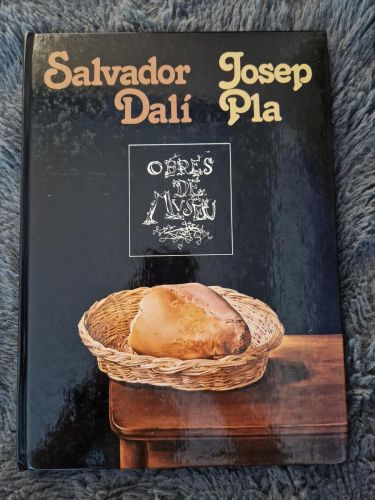 Salvador Josep
Dalí Pla
OBRES
DE
MUSEU